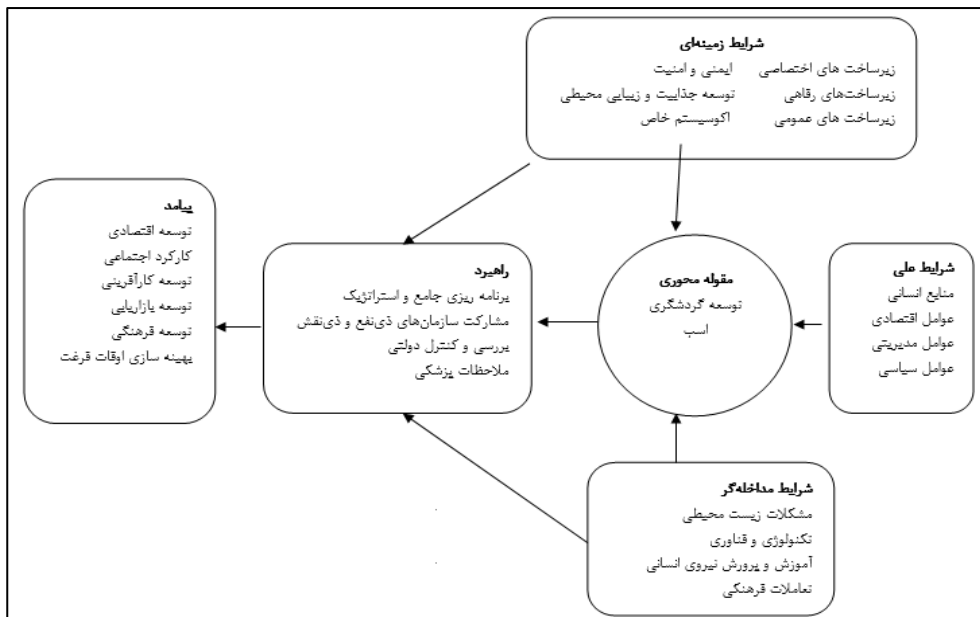 شرایط زمینه‌ای
زیرساخت های اختصاصی ایمنی و امنیت
زیرساخت‌های رقاهی توسعه جذابیت و زیبایی محیطی
زیرساخت های عمومی اکوسیستم خاص
شرایط علی
منابع انسانی
عوامل اقتصادی
عوامل مدیریتی
عوامل سیاسی
مقوله محوری
توسعه گردشگری
اسب
راهبرد
برنامه ریزی جامع و استراتژیک
مشارکت سازمان‌های ذی‌نفع و ذی‌نقش
بررسی و کنترل دولتی
ملاحظات پزشکی
پیامد
توسعه اقتصادی
کارکرد اجتماعی
توسعه کارآفرینی
توسعه بازاریابی
توسعه فرهنگی
بهینه سازی اوقات فرغت
شرایط مداخله‌گر
مشکلات زیست محیطی
تکنولوژی و فناوری
آموزش و پرورش نیروی انسانی
تعاملات فرهنگی